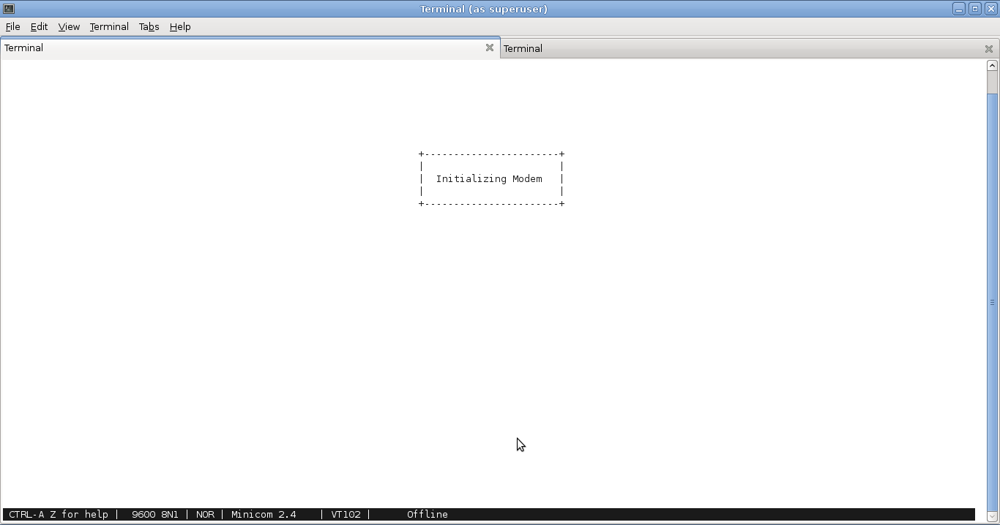 Terminal (as superuser)
File Edit View Terminal Tabs Help
Terminal Terminal
+-----------------------+
| |
| Initializing Modem |
| |
+-----------------------+
CTRL-A Z for help | 9600 8N1 | NOR | Minicom 2.4 | VT102 | Offline